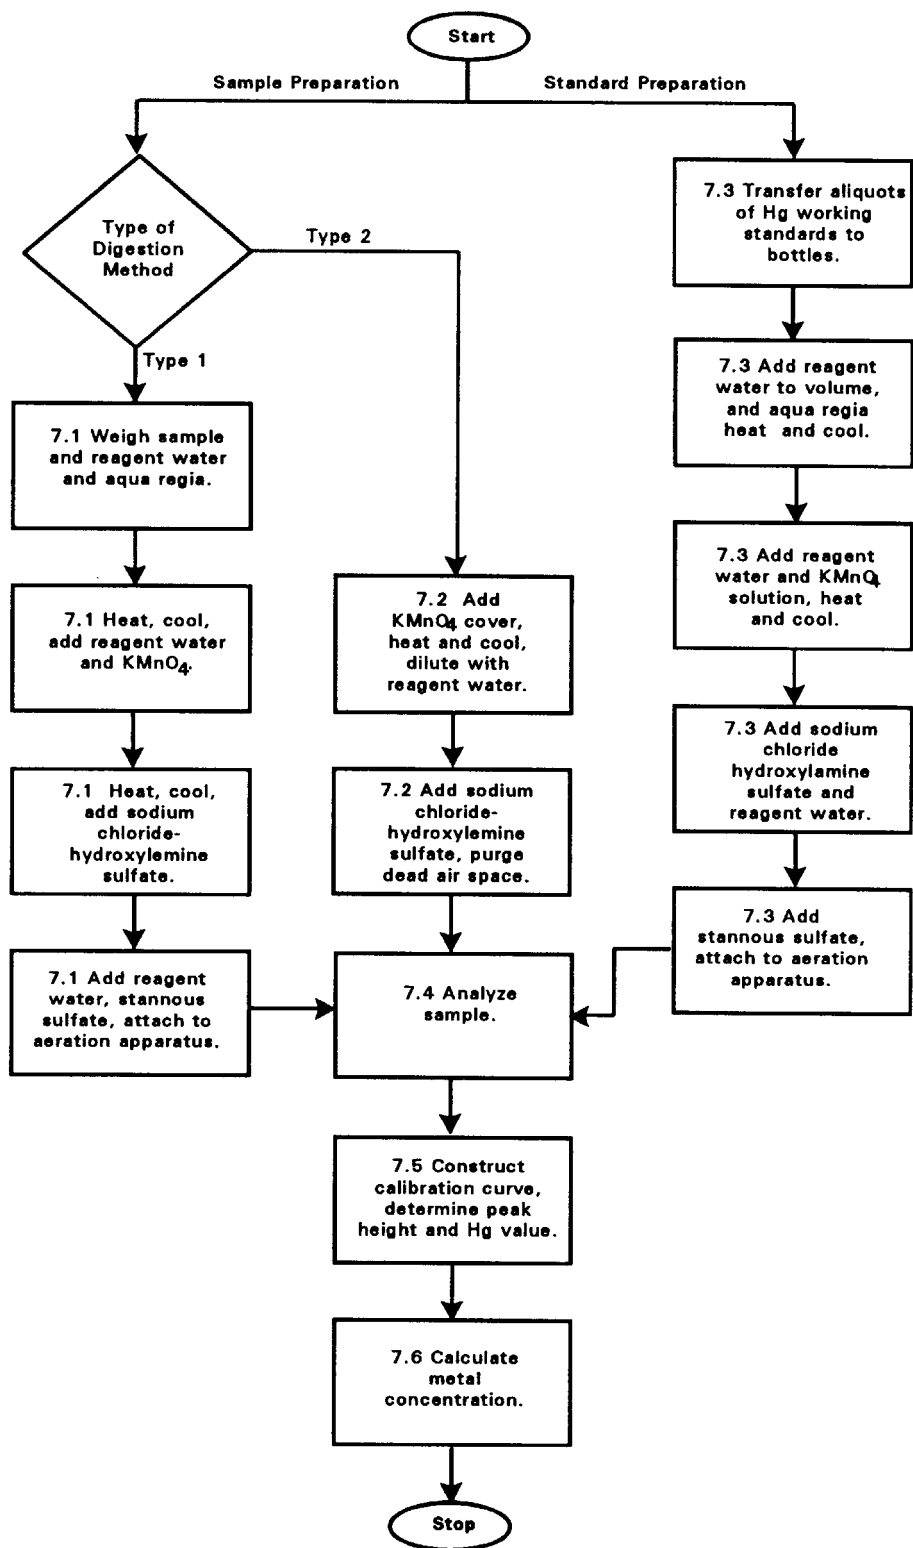 Start
Sample Preparation
Standard Preparation
Type of
Digestion
Method
Type 2
Type 1
7.1 Weigh sample
and reagent water
and aqua regia.
7.1 Heat, cool,
add reagent water
and KMnO4.
7.1 Heat, cool,
add sodium
chloride-
hydroxylemine
sulfate.
7.1 Add reagent
water, stannous
sulfate, attach to
aeration apparatus.
7.2 Add
KMnO4 cover,
heat and cool,
dilute with
reagent water.
7.2 Add sodium
chloride-
hydroxylemine
sulfate, purge
dead air space.
7.3 Transfer aliquots
of Hg working
standards to
bottles.
7.3 Add reagent
water to volume,
and aqua regia
heat and cool.
7.3 Add reagent
water and KMnO4
solution, heat
and cool.
7.3 Add sodium
chloride
hydroxylamine
sulfate and
reagent water.
7.3 Add
stannous sulfate,
attach to aeration
apparatus.
7.4 Analyze
sample.
7.5 Construct
calibration curve,
determine peak
height and Hg value.
7.6 Calculate
metal
concentration.
Stop